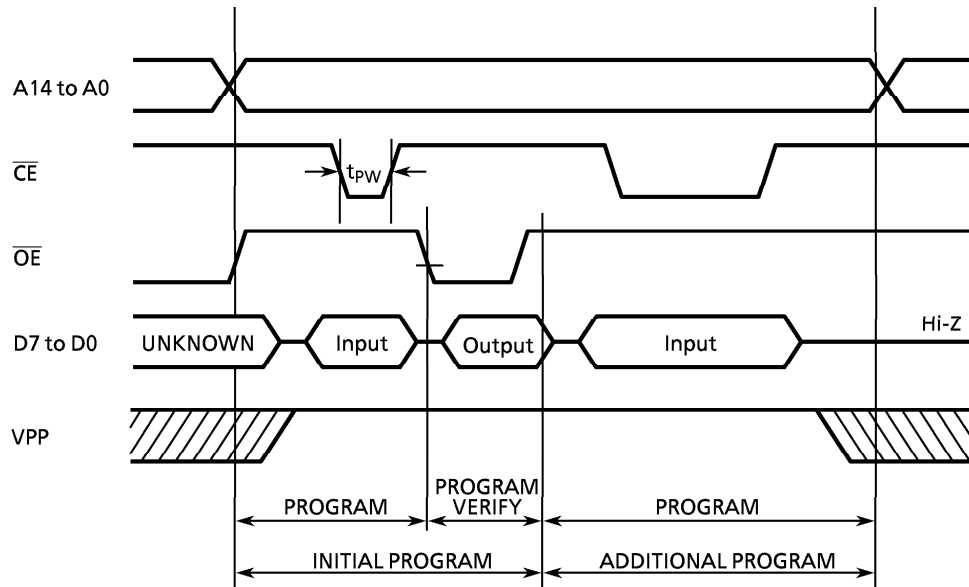 A14 to A0
CE
tPW
OE
D7 to D0
UNKNOWN
Input
Output
Input
Hi-Z
VPP
PROGRAM
PROGRAM
VERIFY
PROGRAM
INITIAL PROGRAM
ADDITIONAL PROGRAM